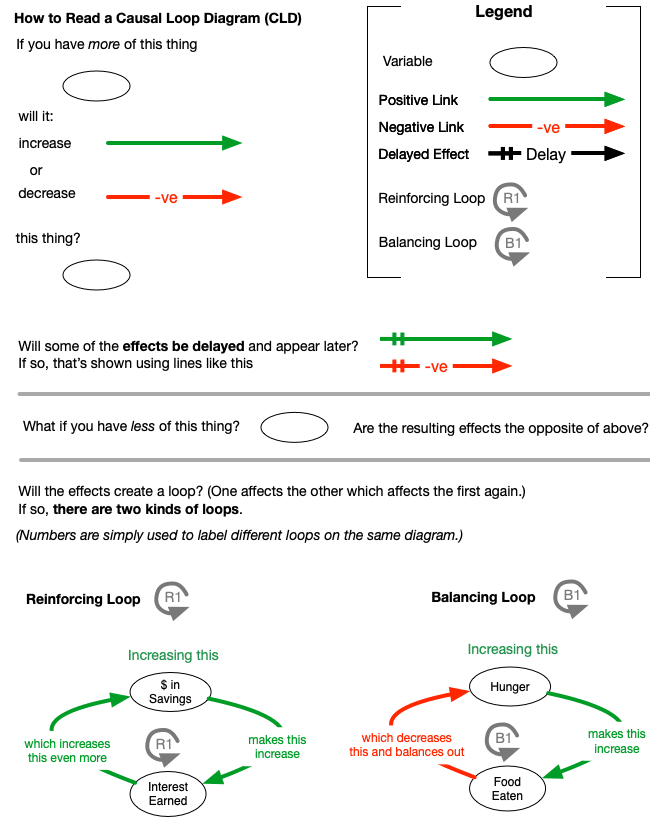 How to Read a Causal Loop Diagram (CLD)
If you have more of this thing
will it:
increase
or
decrease
-ve
this thing?
Legend
Variable
Positive Link
Negative Link
-ve
Delayed Effect
Delay
Reinforcing Loop
R1
Balancing Loop
B1
Will some of the effects be delayed and appear later?
If so, that's shown using lines like this
-ve
What if you have less of this thing?
Are the resulting effects the opposite of above?
Will the effects create a loop? (One affects the other which affects the first again.)
If so, there are two kinds of loops.
(Numbers are simply used to label different loops on the same diagram.)
Reinforcing Loop
R1
Increasing this
$ in
Savings
makes this
increase
which increases
this even more
R1
Interest
Earned
Balancing Loop
B1
Increasing this
Hunger
makes this
increase
which decreases
this and balances out
B1
Food
Eaten